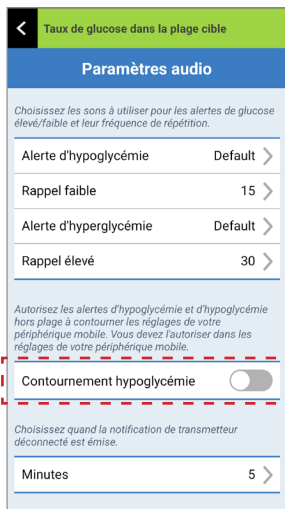 Taux de glucose dans la plage cible
Paramètres audio
Choisissez les sons à utiliser pour les alertes de glucose
élevé/faible et leur fréquence de répétition.
Alerte d'hypoglycémie Default
Rappel faible 15
Alerte d'hyperglycémie Default
Rappel élevé 30
Autorisez les alertes d'hypoglycémie et d'hypoglycémie
hors plage à contourner les réglages de votre
périphérique mobile. Vous devez l'autoriser dans les
réglages de votre périphérique mobile.
Contournement hypoglycémie
Choisissez quand la notification de transmetteur
déconnecté est émise.
Minutes 5